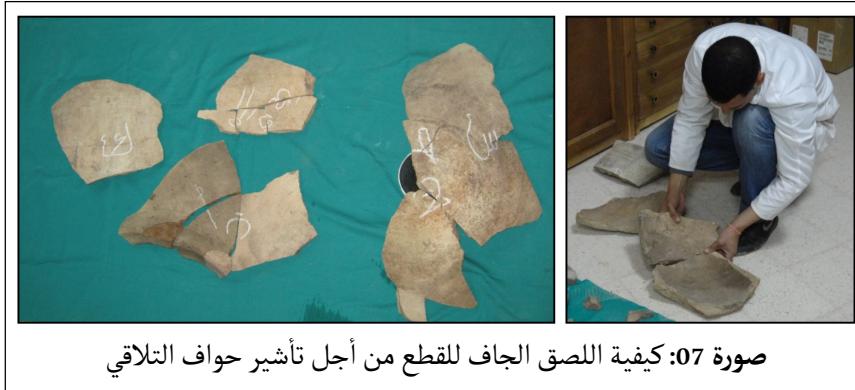 صورة 07: كيفية اللصق الجاف للقطع من أجل تأشير حواف التلاقي